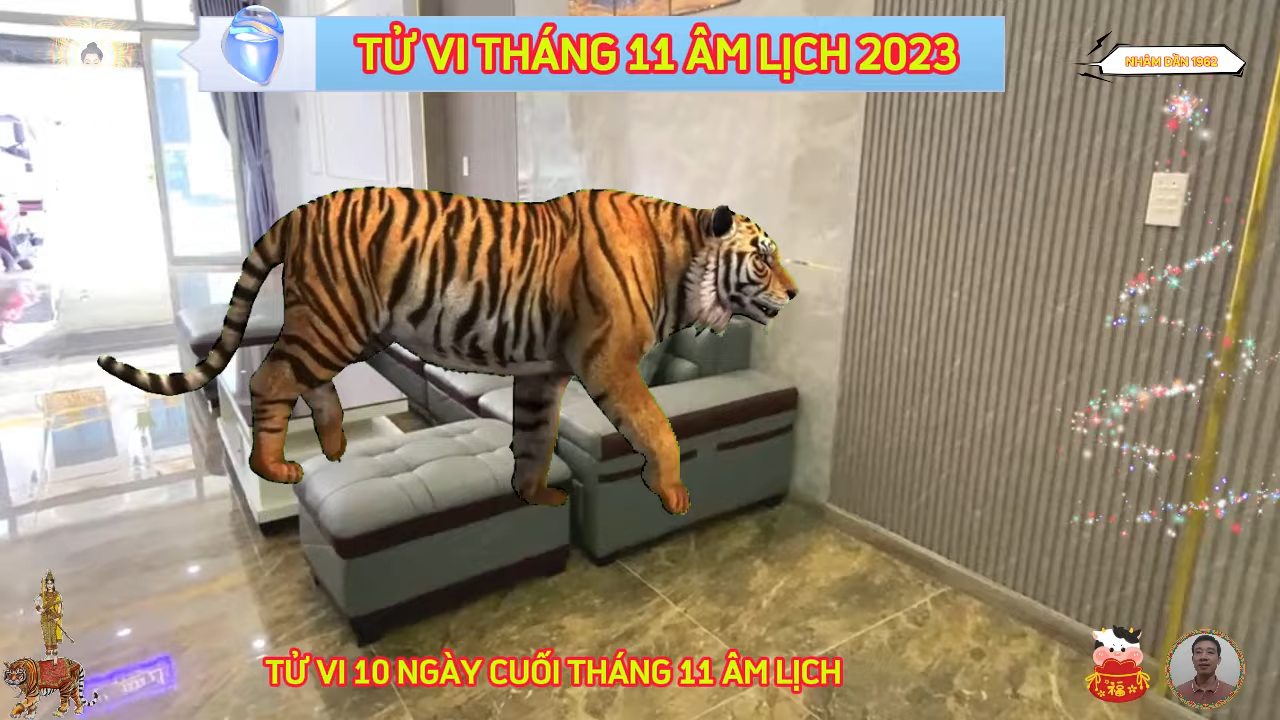 TỬ VI THÁNG 11 ÂM LỊCH 2023
NHÂM DẦN 1962
TỬ VI 10 NGÀY CUỐI THÁNG 11 ÂM LỊCH
福